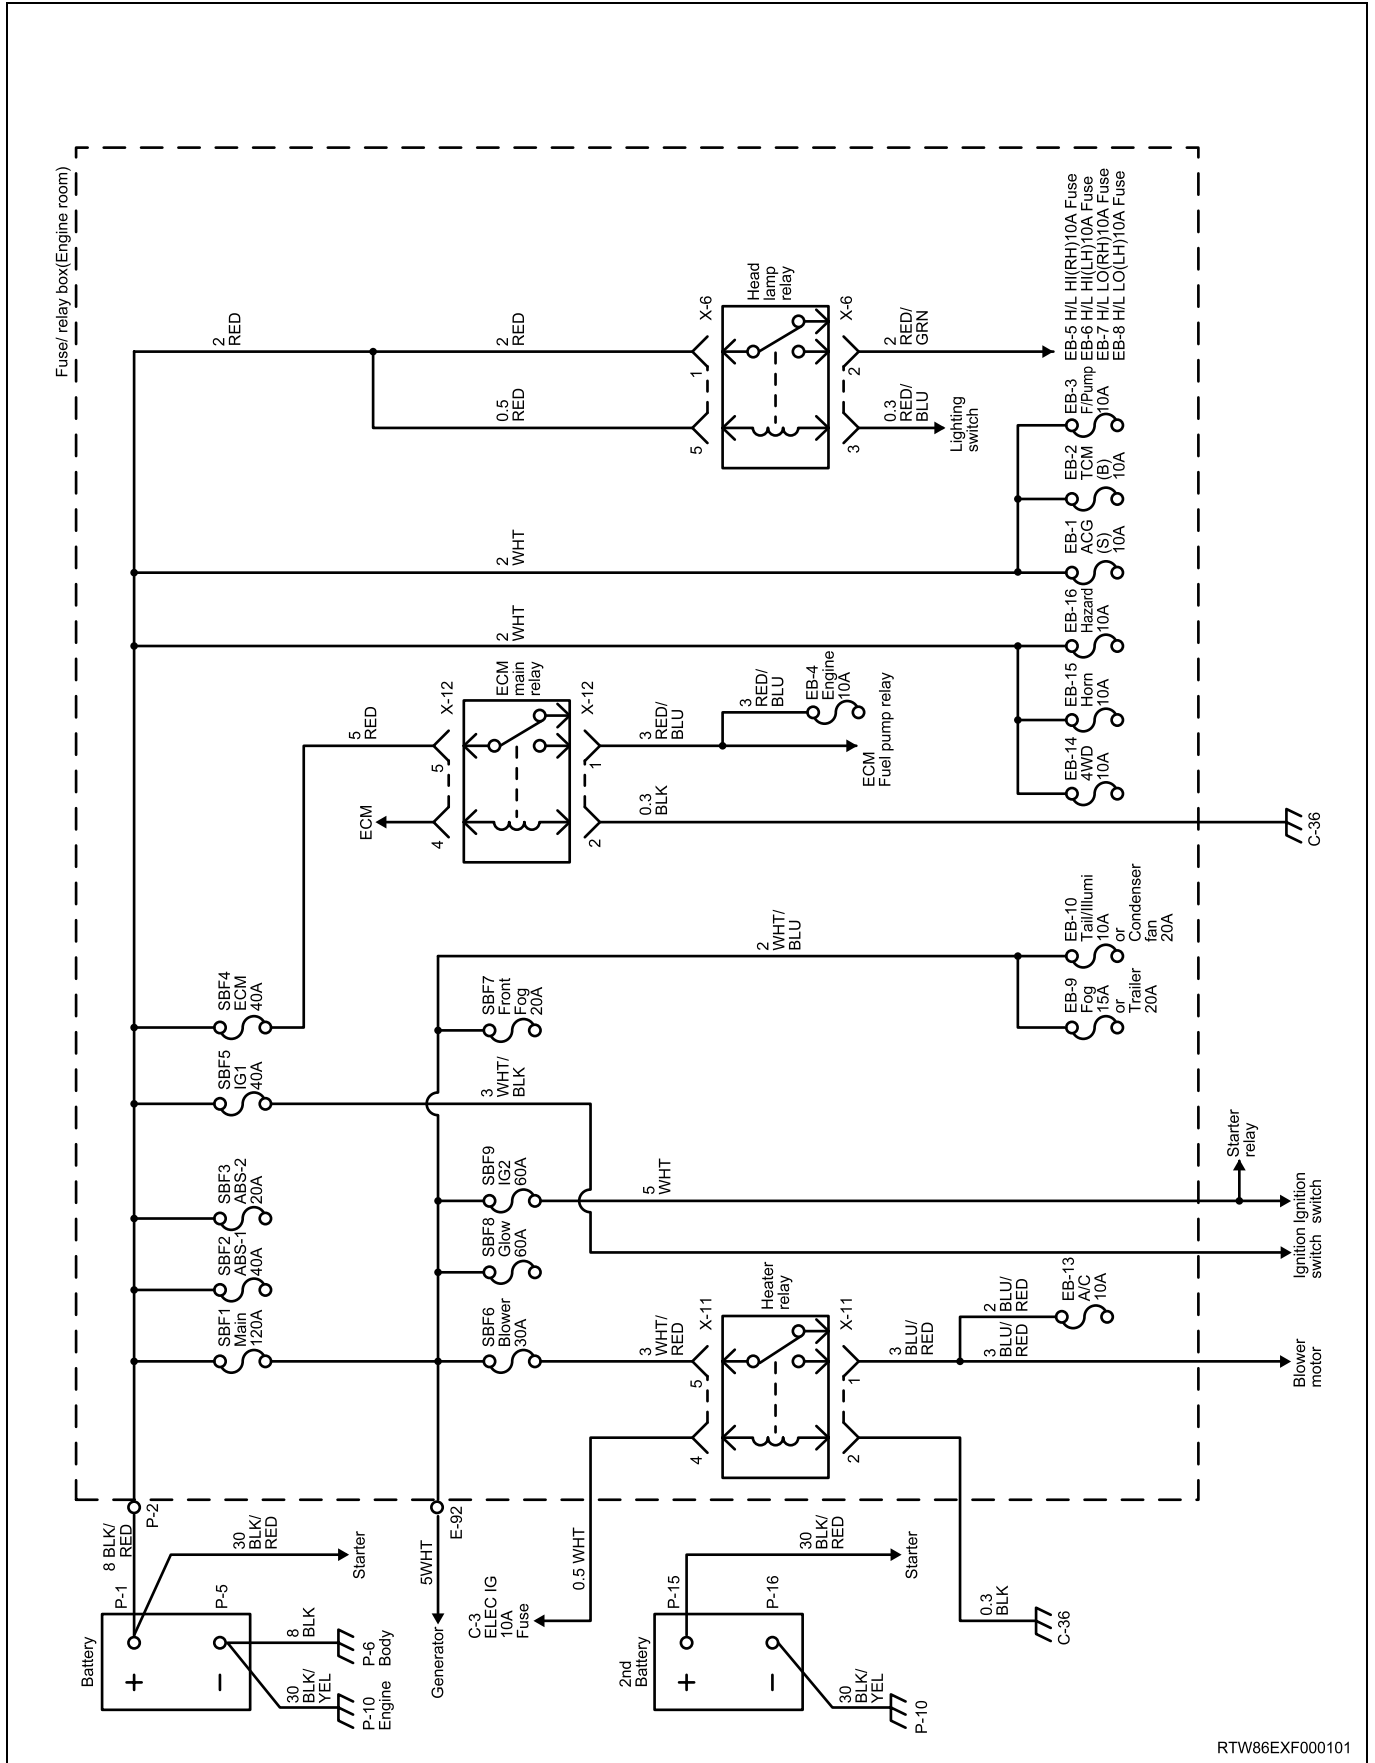 Fuse/ relay box(Engine room)
2
RED
2
RED
0.5
RED
X-6
1
5
Head
lamp
relay
X-6
2
3
2
RED/
GRN
0.3
RED/
BLU
Lighting
switch
EB-5 H/L HI(RH)10A Fuse
EB-6 H/L HI(LH)10A Fuse
EB-7 H/L LO(RH)10A Fuse
EB-8 H/L LO(LH)10A Fuse
EB-3
F/Pump
10A
EB-2
TCM
(B)
10A
EB-1
ACG
(S)
10A
2
WHT
2
WHT
EB-16
Hazard
10A
EB-15
Horn
10A
EB-14
4WD
10A
5
RED
ECM
X-12
5
4
ECM
main
relay
X-12
1
2
3
RED/
BLU
3
RED/
BLU
EB-4
Engine
10A
ECM
Fuel pump relay
0.3
BLK
C-36
SBF4
ECM
40A
SBF5
IG1
40A
SBF3
ABS-2
20A
SBF2
ABS-1
40A
SBF1
Main
120A
SBF7
Front
Fog
20A
3
WHT/
BLK
SBF9
IG2
60A
SBF8
Glow
60A
SBF6
Blower
30A
2
WHT/
BLU
EB-10
Tail/Illumi
10A
or
Condenser
fan
20A
EB-9
Fog
15A
or
Trailer
20A
5
WHT
Starter
relay
Ignition
switch
Ignition
switch
3
WHT/
RED
X-11
5
4
Heater
relay
X-11
1
2
3
BLU/
RED
2
BLU/
RED
3
BLU/
RED
EB-13
A/C
10A
Blower
motor
P-2
8 BLK/
RED
P-1
30
BLK/
RED
Starter
Battery
+
–
P-5
8
BLK
P-6
Body
30
BLK/
YEL
P-10
Engine
E-92
5WHT
Generator
0.5 WHT
C-3
ELEC IG
10A
Fuse
2nd
Battery
+
–
P-15
30
BLK/
RED
Starter
P-16
30
BLK/
YEL
P-10
0.3
BLK
C-36
RTW86EXF000101